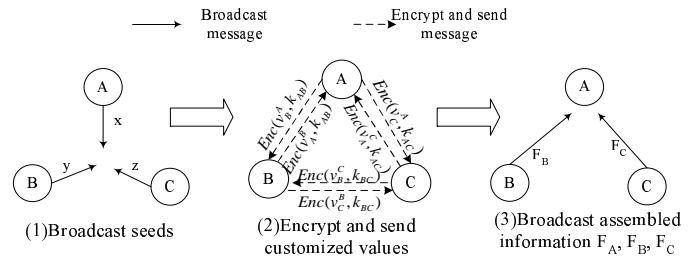 Broadcast message
Encrypt and send message
A
x
y
z
B
C
(1)Broadcast seeds
A
Enc(v_B^A, k_AB)
Enc(v_A^B, k_AB)
Enc(v_A^C, k_AC)
Enc(v_C^A, k_AC)
B
Enc(v_B^C, k_BC)
C
Enc(v_C^B, k_BC)
(2)Encrypt and send
customized values
A
F_B
F_C
B
C
(3)Broadcast assembled
information F_A, F_B, F_C